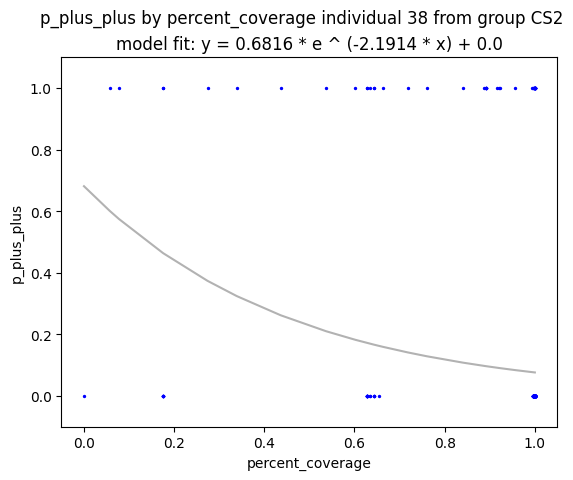 p_plus_plus by percent_coverage individual 38 from group CS2
model fit: y = 0.6816 * e ^ (-2.1914 * x) + 0.0
1.0
0.8
0.6
0.4
0.2
0.0
p_plus_plus
0.0 0.2 0.4 0.6 0.8 1.0
percent_coverage